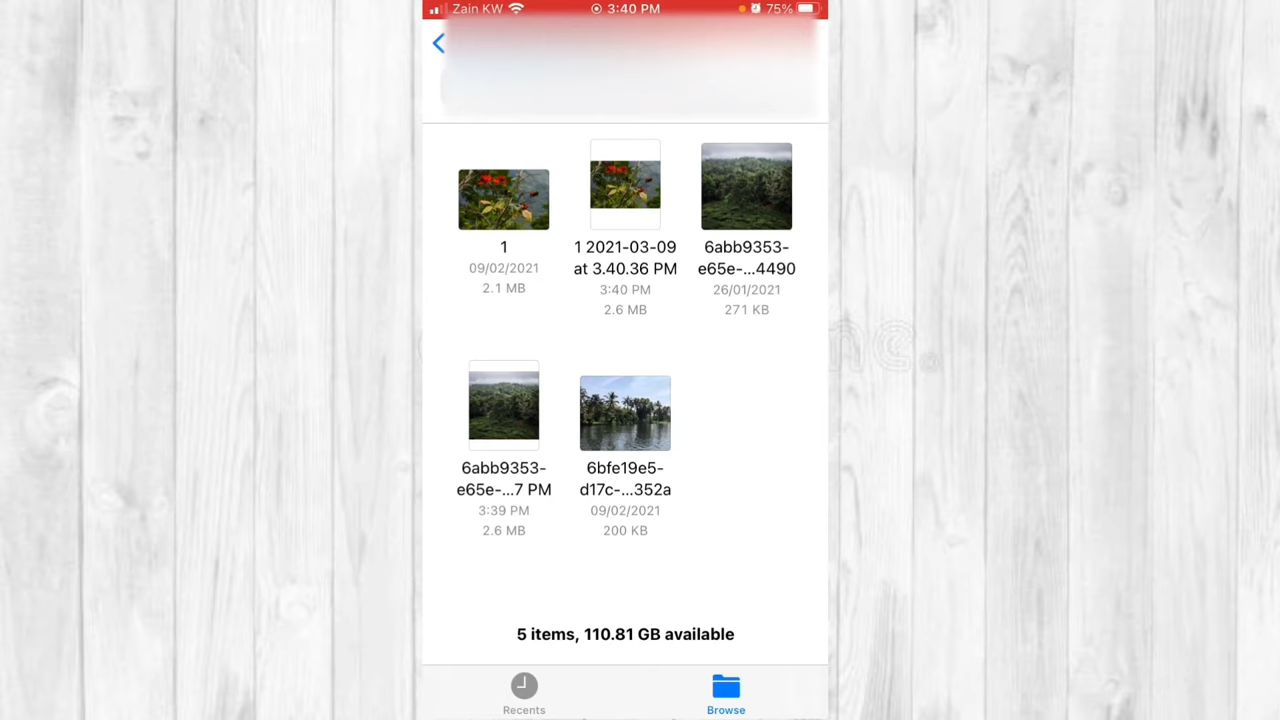 Zain KW
3:40 PM
75%
1
09/02/2021
2.1 MB
1 2021-03-09
at 3.40.36 PM
3:40 PM
2.6 MB
6abb9353-
e65e-...4490
26/01/2021
271 KB
6abb9353-
e65e-...7 PM
3:39 PM
2.6 MB
6bfe19e5-
d17c-...352a
09/02/2021
200 KB
5 items, 110.81 GB available
Recents
Browse